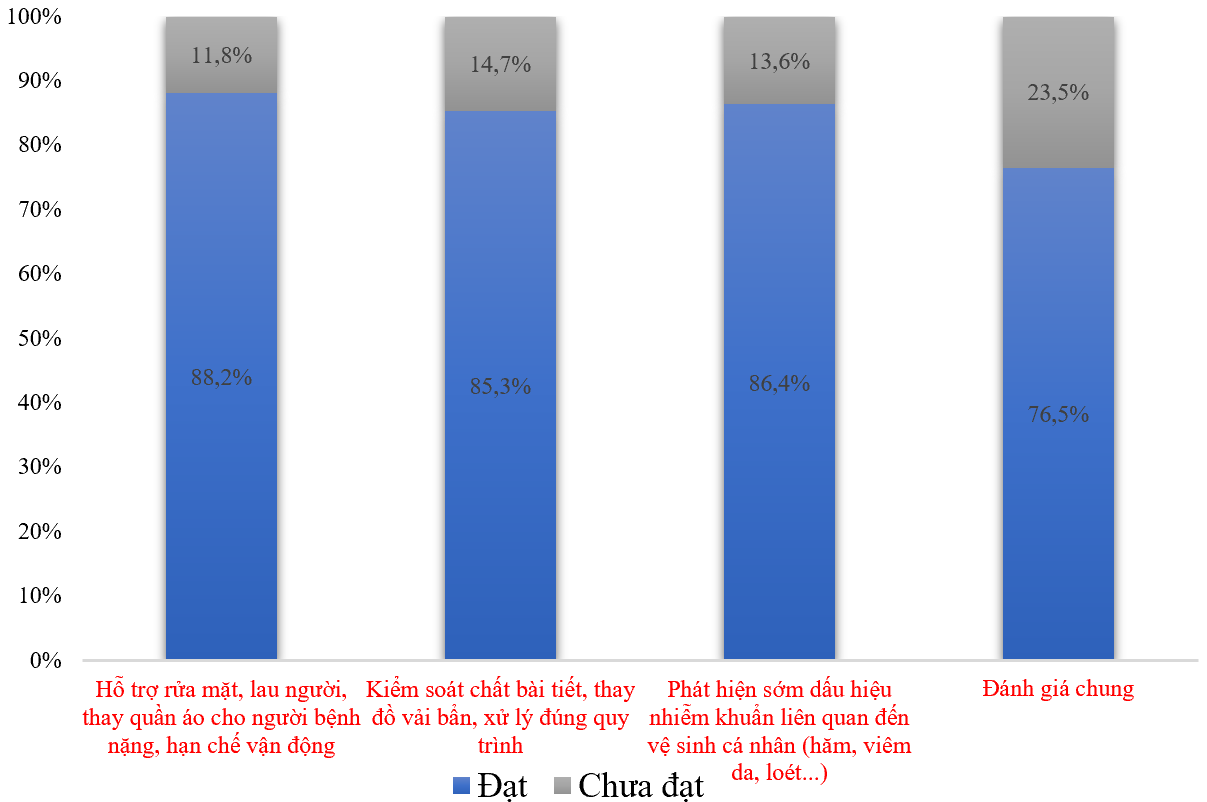 100%
90%
80%
70%
60%
50%
40%
30%
20%
10%
0%
11,8%
88,2%
14,7%
85,3%
13,6%
86,4%
23,5%
76,5%
Hỗ trợ rửa mặt, lau người,
thay quần áo cho người bệnh
nặng, hạn chế vận động
Kiểm soát chất bài tiết, thay
đồ vải bẩn, xử lý đúng quy
trình
Phát hiện sớm dấu hiệu
nhiễm khuẩn liên quan đến
vệ sinh cá nhân (hăm, viêm
da, loét...)
Đánh giá chung
Đạt
Chưa đạt